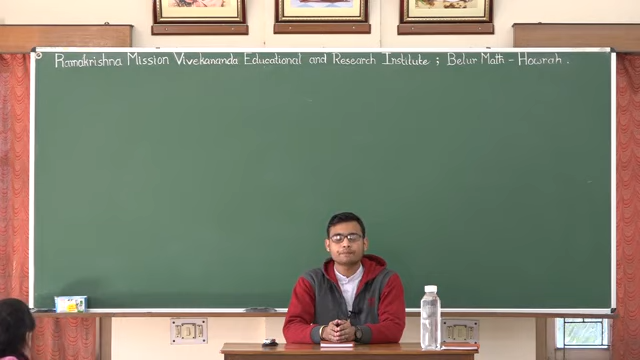 Ramakrishna Mission Vivekananda Educational and Research Institute ; Belur Math - Howrah.